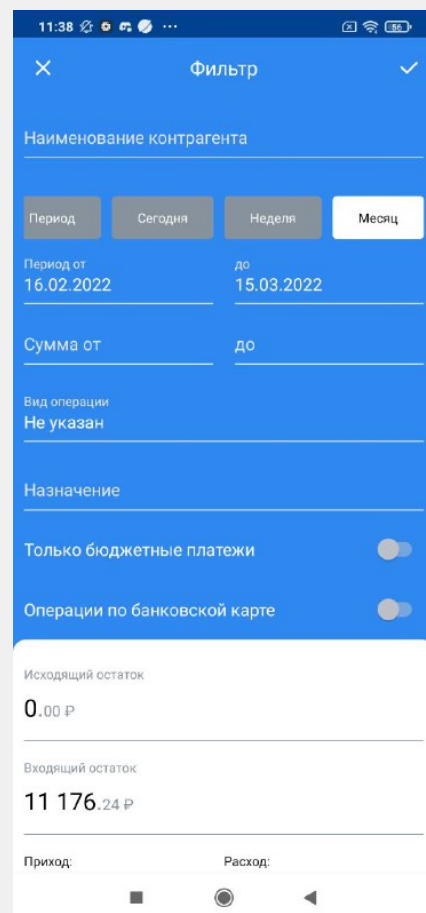 11:38 ... 56
Фильтр
Наименование контрагента
Период Сегодня Неделя Месяц
Период от до
16.02.2022 15.03.2022
Сумма от до
Вид операции
Не указан
Назначение
Только бюджетные платежи
Операции по банковской карте
Исходящий остаток
0.00 ₽
Входящий остаток
11 176.24 ₽
Приход: Расход: